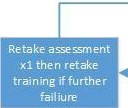 Retake assessment
x1 then retake
training if further
failiure